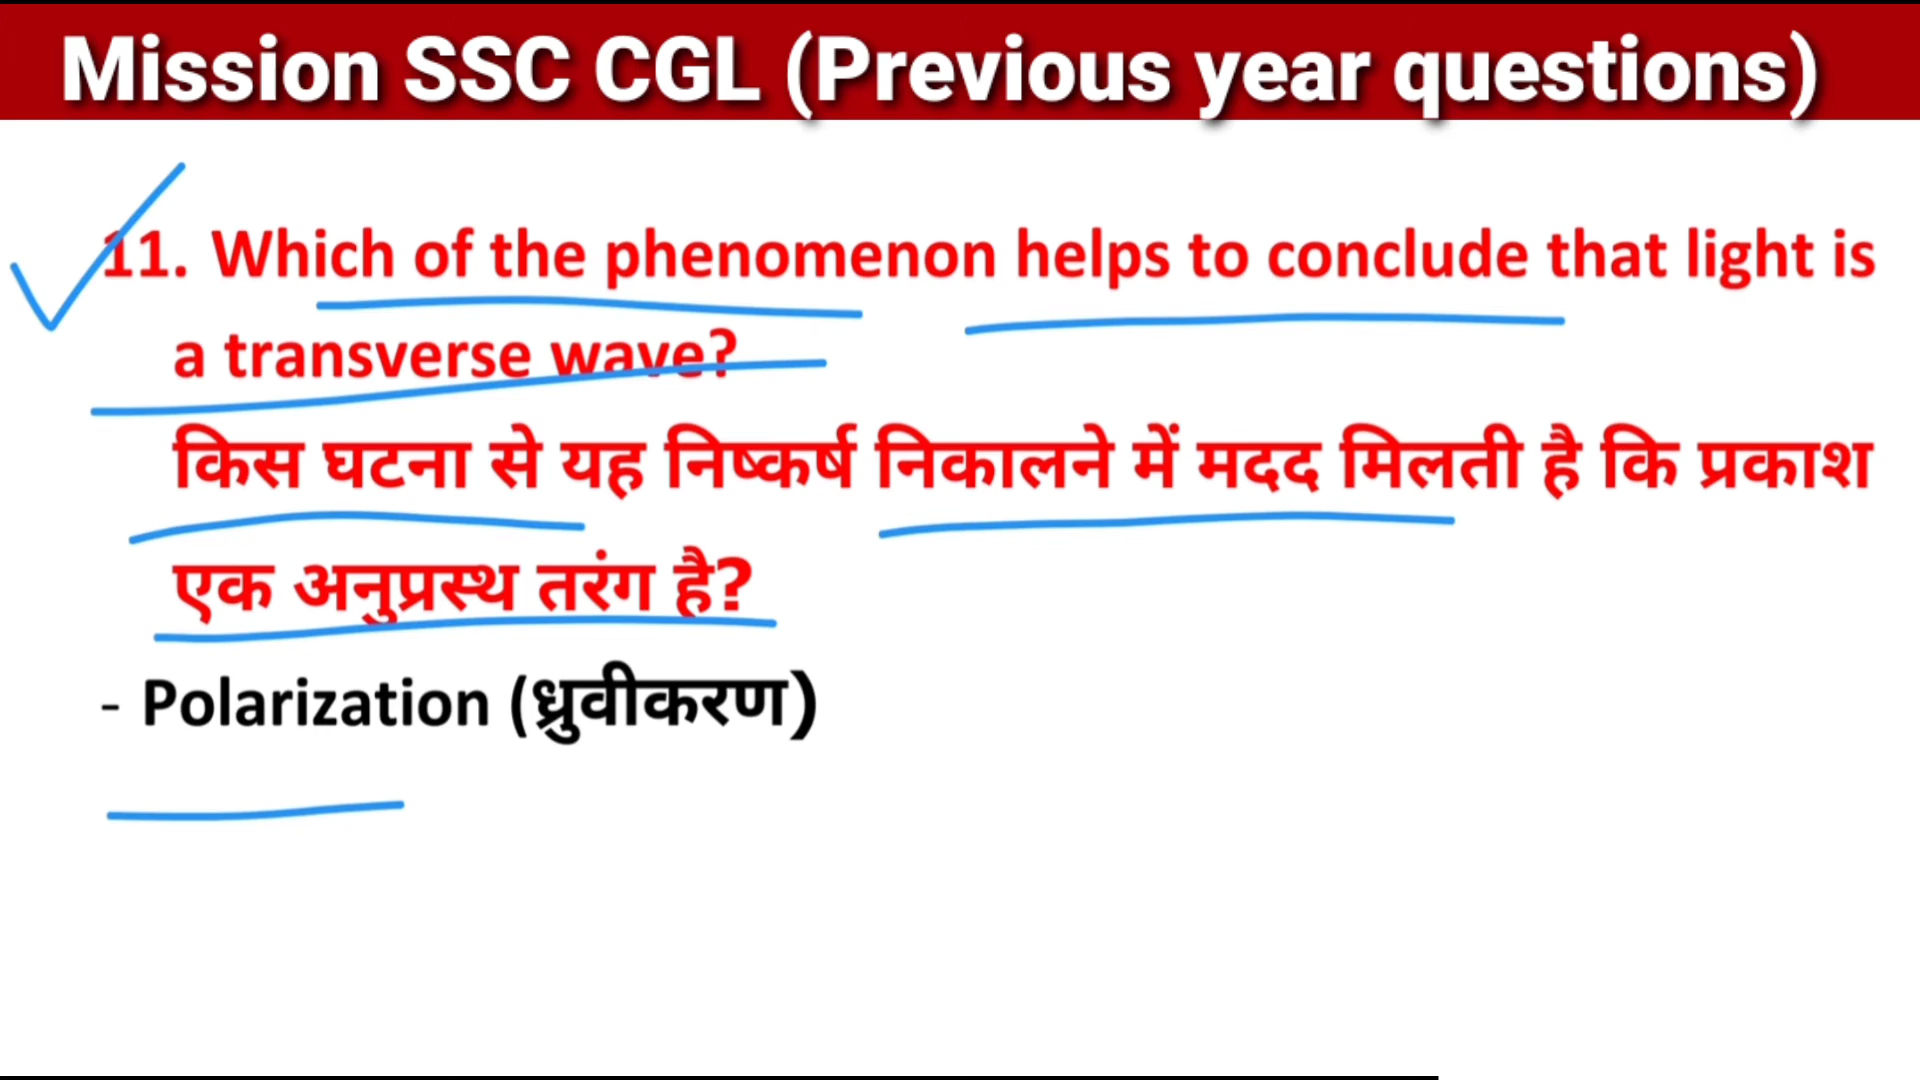 Mission SSC CGL (Previous year questions)
11. Which of the phenomenon helps to conclude that light is
a transverse wave?
किस घटना से यह निष्कर्ष निकालने में मदद मिलती है कि प्रकाश
एक अनुप्रस्थ तरंग है?
- Polarization (ध्रुवीकरण)